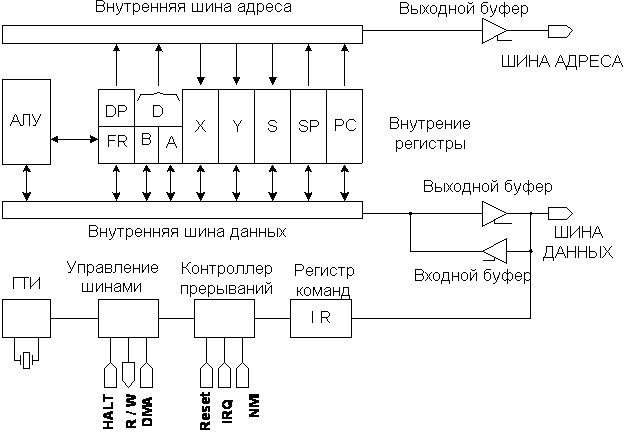 Внутренняя шина адреса
Выходной буфер
ШИНА АДРЕСА
АЛУ
DP
D
FR
B
A
X
Y
S
SP
PC
Внутрение
регистры
Выходной буфер
Внутренняя шина данных
ШИНА
ДАННЫХ
Входной буфер
ГТИ
Управление
шинами
Контроллер
прерываний
Регистр
команд
I R
HALT
R / W
DMA
Reset
IRQ
NMI